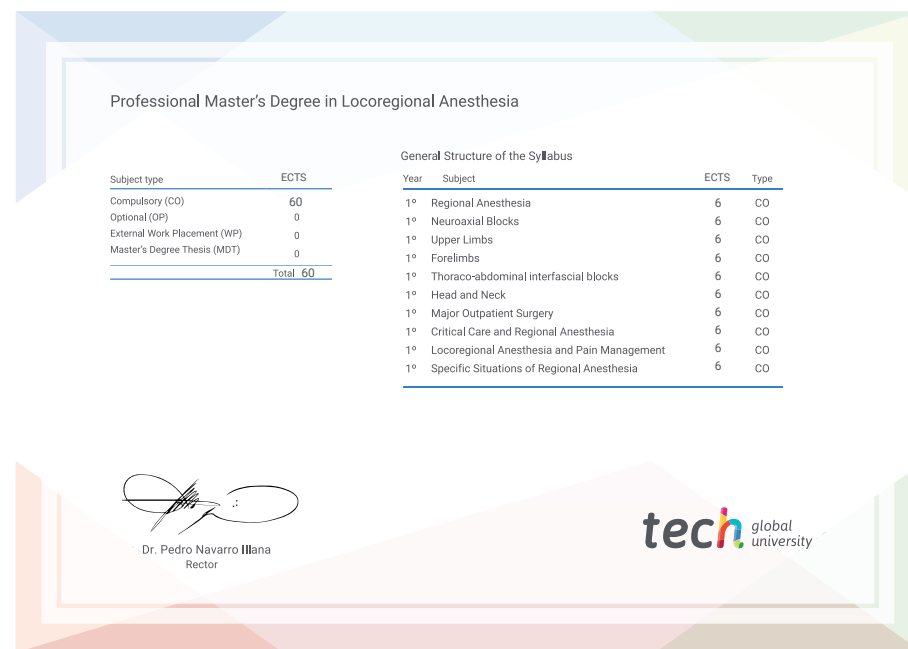 Professional Master's Degree in Locoregional Anesthesia
Subject type ECTS
Compulsory (CO) 60
Optional (OP) 0
External Work Placement (WP) 0
Master's Degree Thesis (MDT) 0
Total 60
General Structure of the Syllabus
Year Subject ECTS Type
1º Regional Anesthesia 6 CO
1º Neuroaxial Blocks 6 CO
1º Upper Limbs 6 CO
1º Forelimbs 6 CO
1º Thoraco-abdominal interfascial blocks 6 CO
1º Head and Neck 6 CO
1º Major Outpatient Surgery 6 CO
1º Critical Care and Regional Anesthesia 6 CO
1º Locoregional Anesthesia and Pain Management 6 CO
1º Specific Situations of Regional Anesthesia 6 CO
Dr. Pedro Navarro Illana
Rector
tech global
university